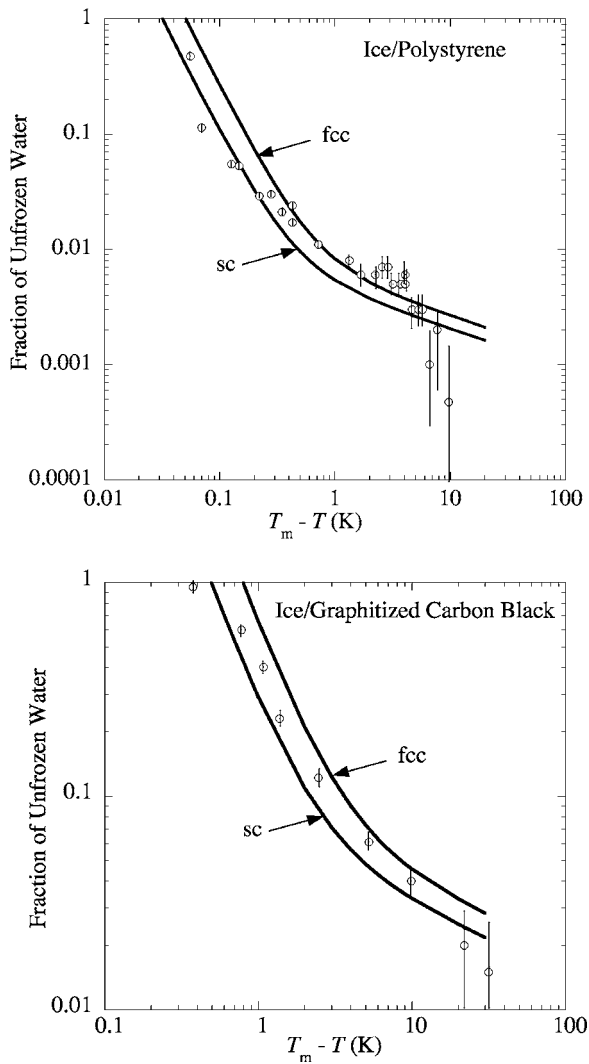 1
Ice/Polystyrene
0.1
fcc
0.01
sc
0.001
0.0001
Fraction of Unfrozen Water
0.01 0.1 1 10 100
Tm - T (K)
1
Ice/Graphitized Carbon Black
fcc
0.1
sc
0.01
Fraction of Unfrozen Water
0.1 1 10 100
Tm - T (K)